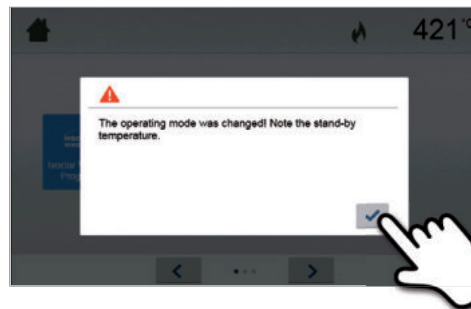 421°C
The operating mode was changed! Note the stand-by
temperature.